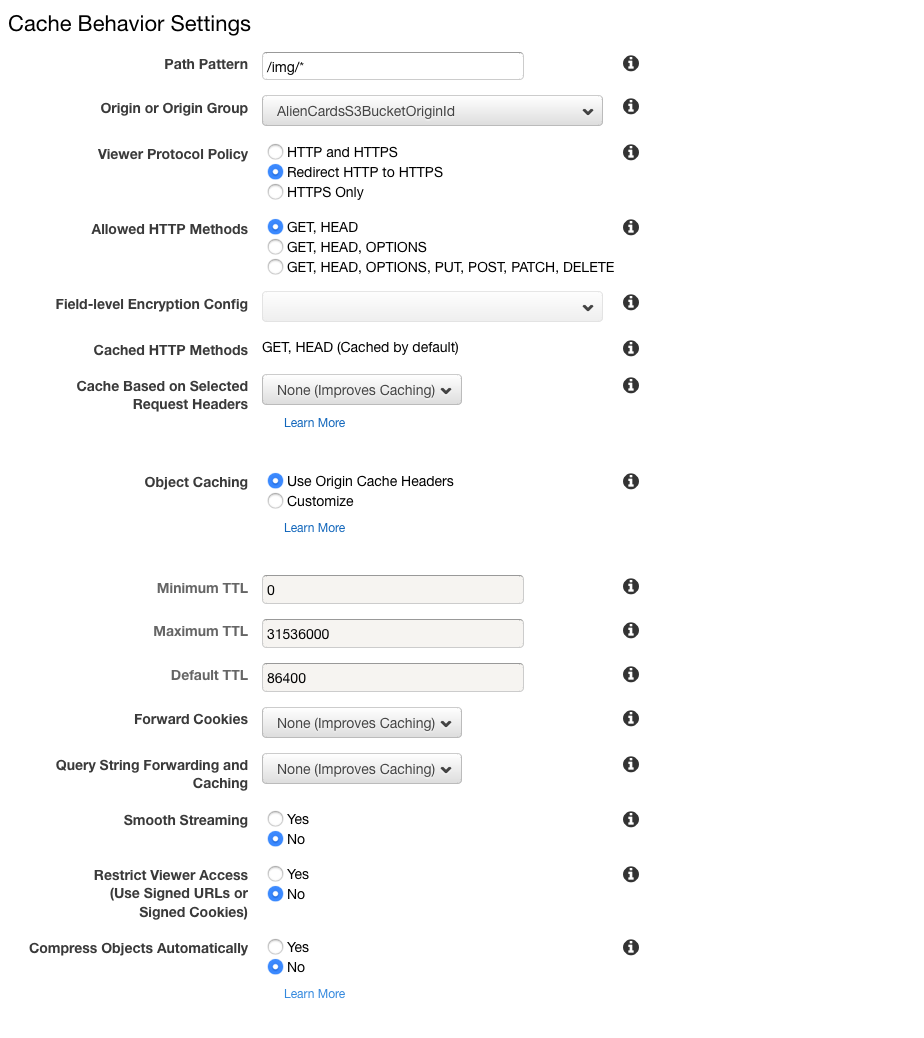 Cache Behavior Settings
Path Pattern
/img/*
Origin or Origin Group
AlienCardsS3BucketOriginId
Viewer Protocol Policy
HTTP and HTTPS
Redirect HTTP to HTTPS
HTTPS Only
Allowed HTTP Methods
GET, HEAD
GET, HEAD, OPTIONS
GET, HEAD, OPTIONS, PUT, POST, PATCH, DELETE
Field-level Encryption Config
Cached HTTP Methods
GET, HEAD (Cached by default)
Cache Based on Selected
Request Headers
None (Improves Caching)
Learn More
Object Caching
Use Origin Cache Headers
Customize
Learn More
Minimum TTL
0
Maximum TTL
31536000
Default TTL
86400
Forward Cookies
None (Improves Caching)
Query String Forwarding and
Caching
None (Improves Caching)
Smooth Streaming
Yes
No
Restrict Viewer Access
(Use Signed URLs or
Signed Cookies)
Yes
No
Compress Objects Automatically
Yes
No
Learn More